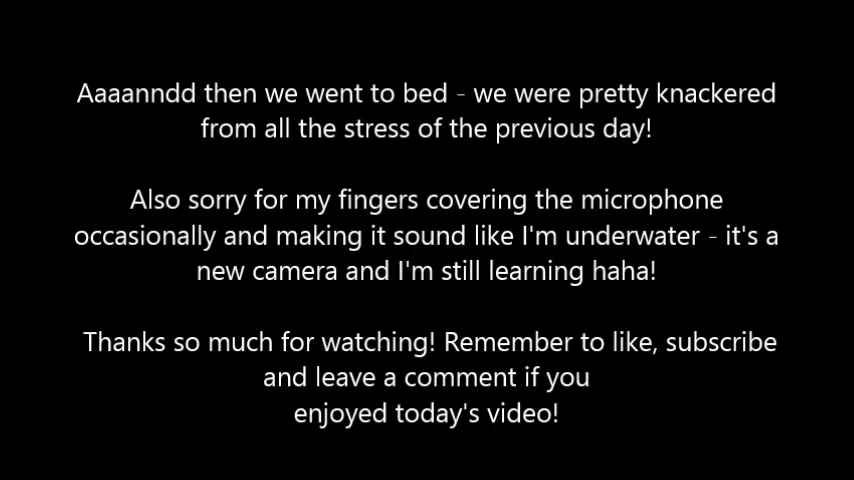 Aaaanndd then we went to bed - we were pretty knackered
from all the stress of the previous day!
Also sorry for my fingers covering the microphone
occasionally and making it sound like I'm underwater - it's a
new camera and I'm still learning haha!
Thanks so much for watching! Remember to like, subscribe
and leave a comment if you
enjoyed today's video!